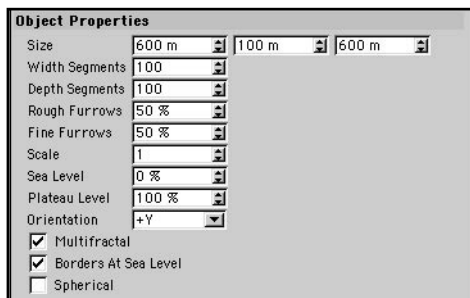 Object Properties
Size 600 m 100 m 600 m
Width Segments 100
Depth Segments 100
Rough Furrows 50 %
Fine Furrows 50 %
Scale 1
Sea Level 0 %
Plateau Level 100 %
Orientation +Y
Multifractal
Borders At Sea Level
Spherical